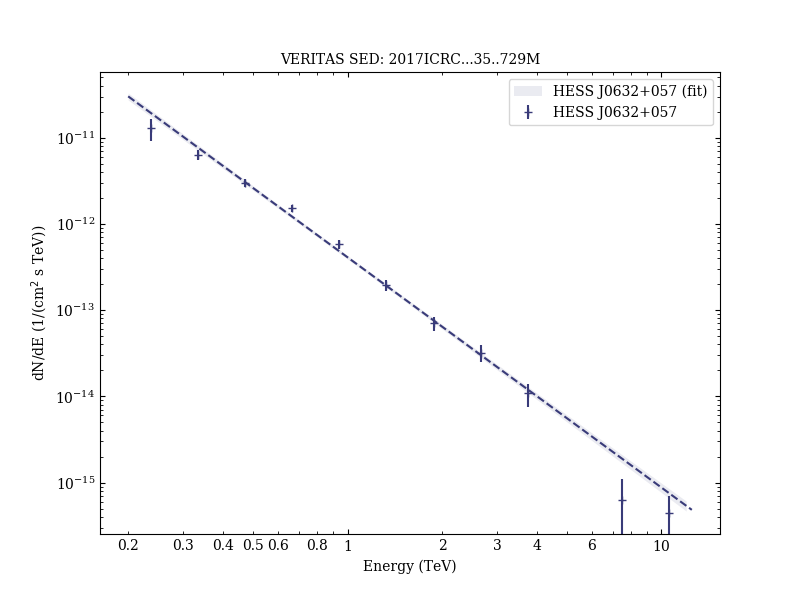 VERITAS SED: 2017ICRC...35..729M
HESS J0632+057 (fit)
HESS J0632+057
dN/dE (1/(cm² s TeV))
10⁻¹¹
10⁻¹²
10⁻¹³
10⁻¹⁴
10⁻¹⁵
0.2 0.3 0.4 0.5 0.6 0.8 1 2 3 4 6 10
Energy (TeV)